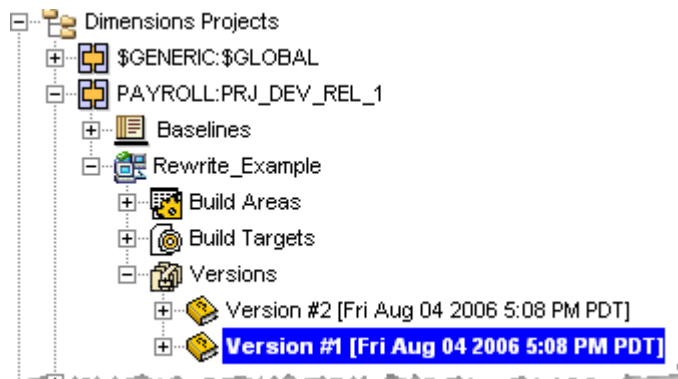 Dimensions Projects
$GENERIC:$GLOBAL
PAYROLL:PRJ_DEV_REL_1
Baselines
Rewrite_Example
Build Areas
Build Targets
Versions
Version #2 [Fri Aug 04 2006 5:08 PM PDT]
Version #1 [Fri Aug 04 2006 5:08 PM PDT]